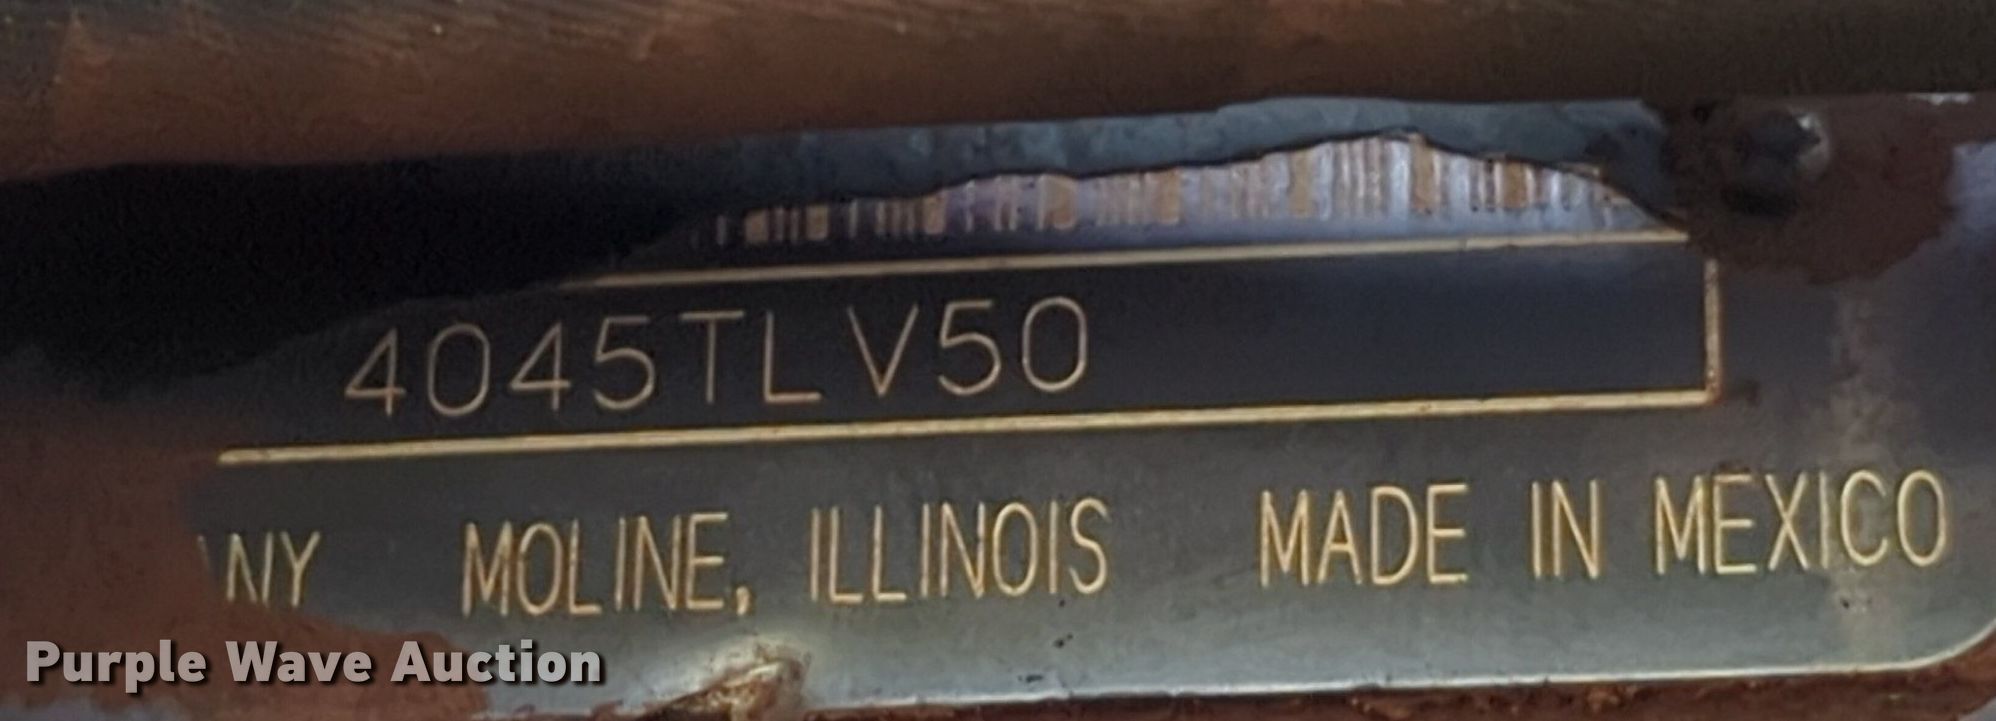 4045TLV50
NY MOLINE, ILLINOIS MADE IN MEXICO
Purple Wave Auction